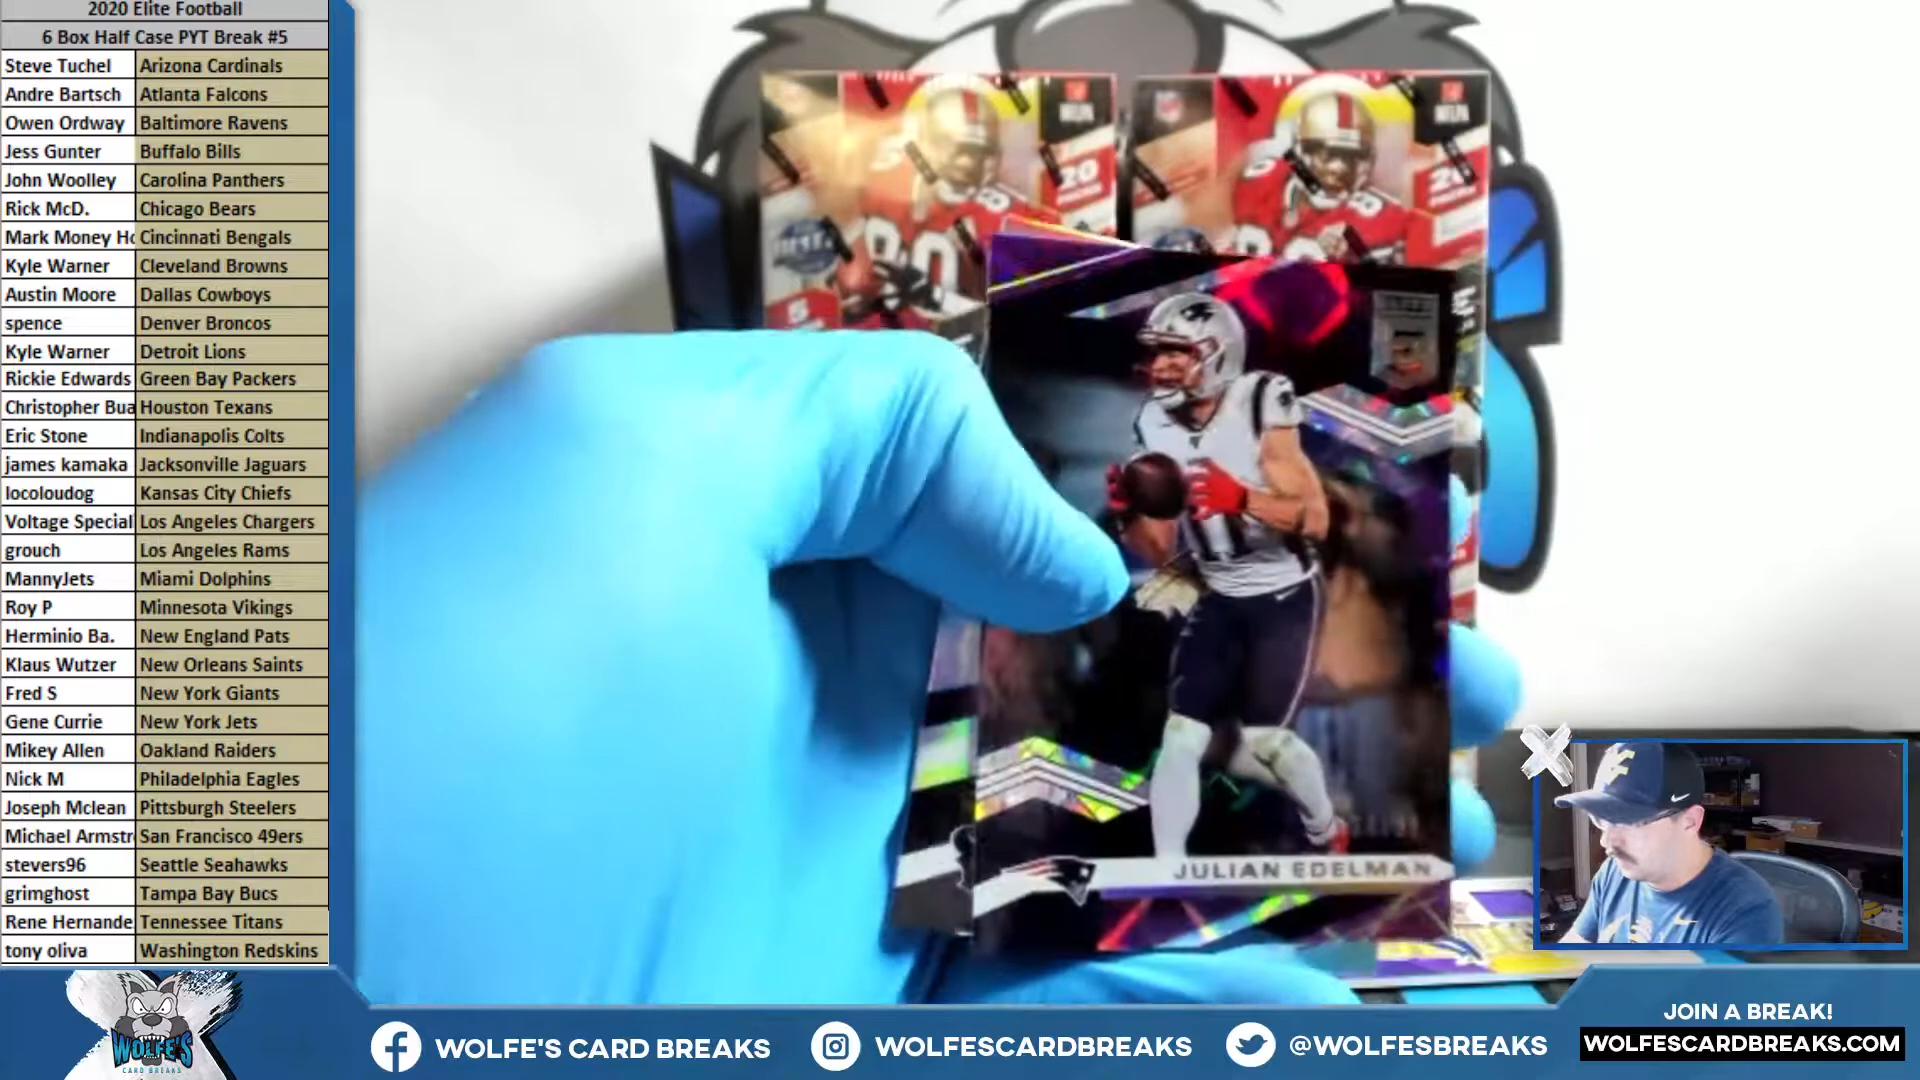 2020 Elite Football
6 Box Half Case PYT Break #5
Steve Tuchel Arizona Cardinals
Andre Bartsch Atlanta Falcons
Owen Ordway Baltimore Ravens
Jess Gunter Buffalo Bills
John Woolley Carolina Panthers
Rick McD. Chicago Bears
Mark Money Ho Cincinnati Bengals
Kyle Warner Cleveland Browns
Austin Moore Dallas Cowboys
spence Denver Broncos
Kyle Warner Detroit Lions
Rickie Edwards Green Bay Packers
Christopher Bua Houston Texans
Eric Stone Indianapolis Colts
james kamaka Jacksonville Jaguars
locoloudog Kansas City Chiefs
Voltage Special Los Angeles Chargers
grouch Los Angeles Rams
MannyJets Miami Dolphins
Roy P Minnesota Vikings
Herminio Ba. New England Pats
Klaus Wutzer New Orleans Saints
Fred S New York Giants
Gene Currie New York Jets
Mikey Allen Oakland Raiders
Nick M Philadelphia Eagles
Joseph Mclean Pittsburgh Steelers
Michael Armstr San Francisco 49ers
stevers96 Seattle Seahawks
grimghost Tampa Bay Bucs
Rene Hernande Tennessee Titans
tony oliva Washington Redskins
20
80
JULIAN EDELMAN
WOLFE'S
CARD BREAKS
WOLFE'S CARD BREAKS
WOLFESCARDBREAKS
@WOLFESBREAKS
JOIN A BREAK!
WOLFESCARDBREAKS.COM